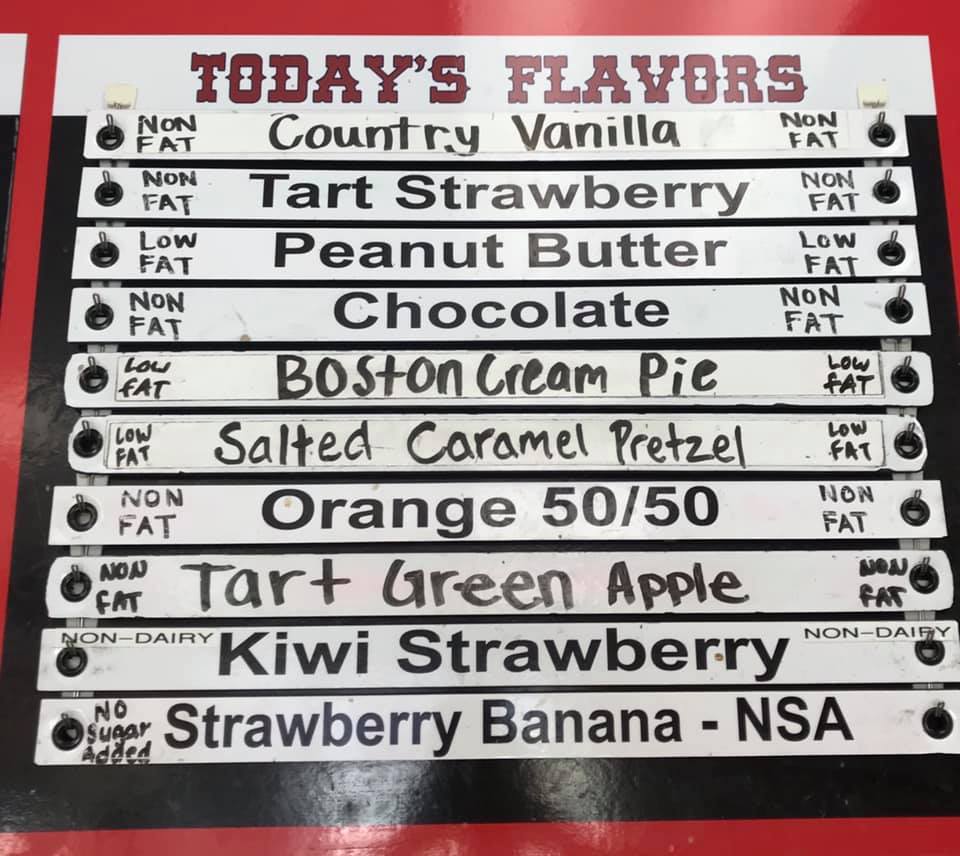 TODAY'S FLAVORS
NON FAT Country Vanilla NON FAT
NON FAT Tart Strawberry NON FAT
LOW FAT Peanut Butter LOW FAT
NON FAT Chocolate NON FAT
LOW FAT Boston Cream Pie LOW FAT
LOW FAT Salted Caramel Pretzel LOW FAT
NON FAT Orange 50/50 NON FAT
NON FAT Tart Green Apple NON FAT
NON-DAIRY Kiwi Strawberry NON-DAIRY
NO Sugar Added Strawberry Banana - NSA